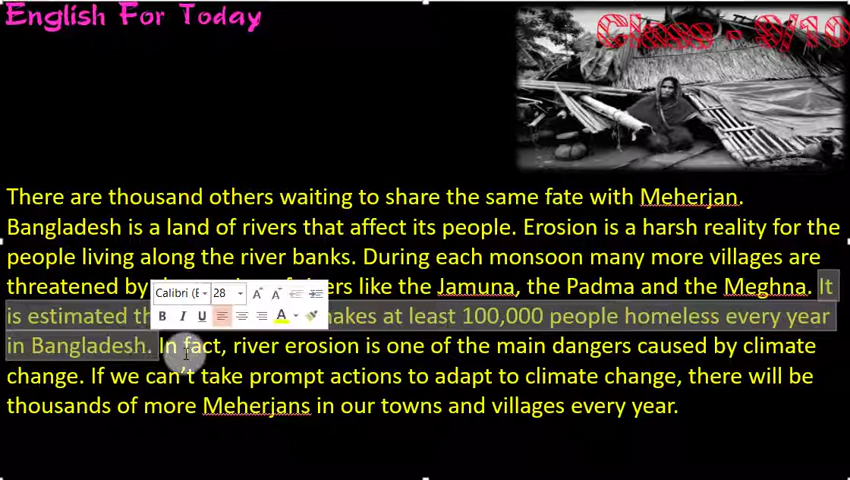 English For Today
Class - 9/10
There are thousand others waiting to share the same fate with Meherjan.
Bangladesh is a land of rivers that affect its people. Erosion is a harsh reality for the
people living along the river banks. During each monsoon many more villages are
threatened by like the Jamuna, the Padma and the Meghna. It
is estimated makes at least 100,000 people homeless every year
in Bangladesh. In fact, river erosion is one of the main dangers caused by climate
change. If we can't take prompt actions to adapt to climate change, there will be
thousands of more Meherjans in our towns and villages every year.
Calibri (E 28 A A
B I U A